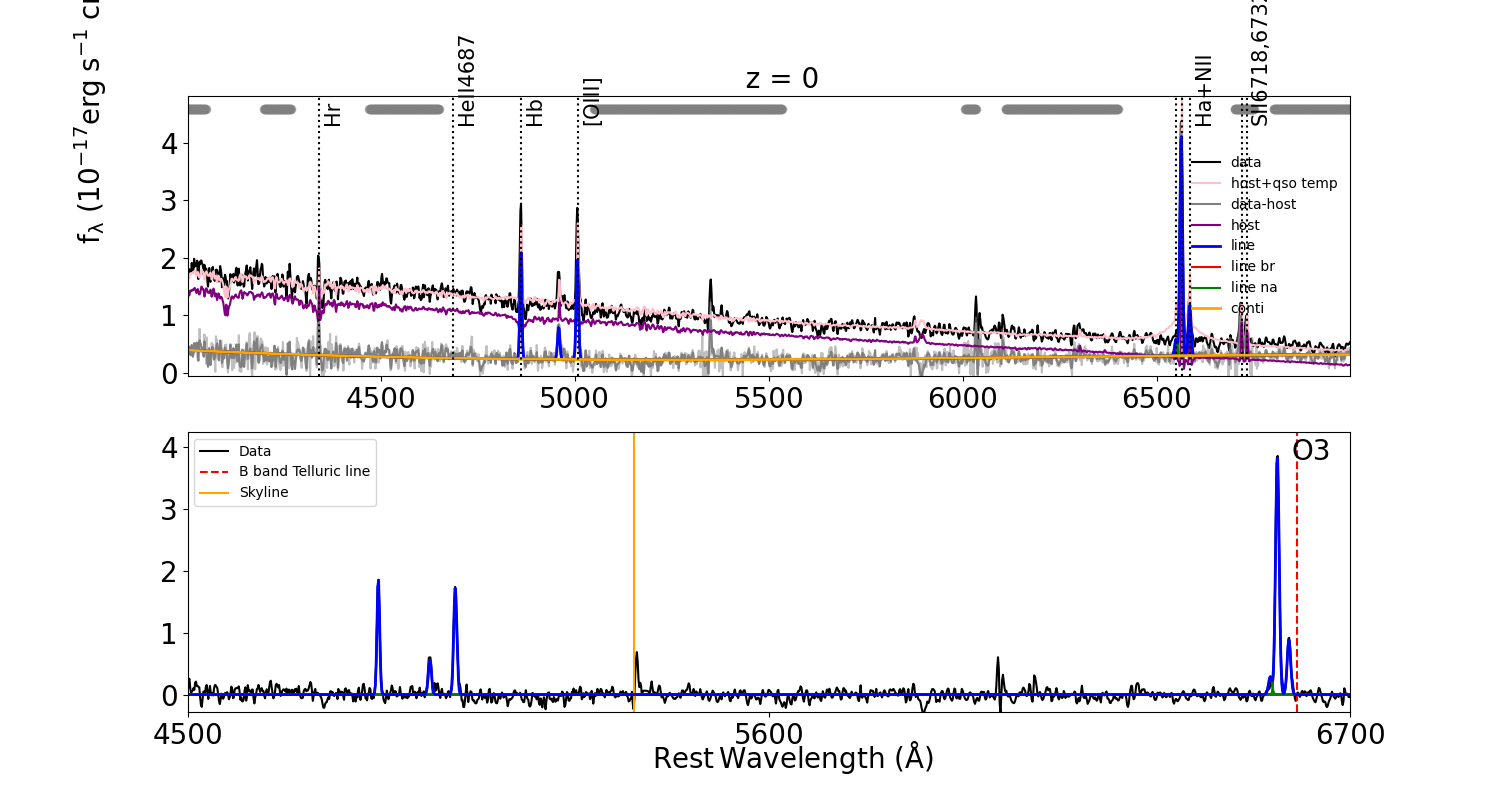 z = 0
f_λ (10^−17 erg s^−1 c
Hr
HeII4687
Hb
[OIII]
Ha+NII
SII6718,673
4
3
2
1
0
data
host+qso temp
data-host
host
line
line br
line na
conti
4500 5000 5500 6000 6500
4
3
2
1
0
Data
B band Telluric line
Skyline
O3
4500 5600 6700
Rest Wavelength (Å)